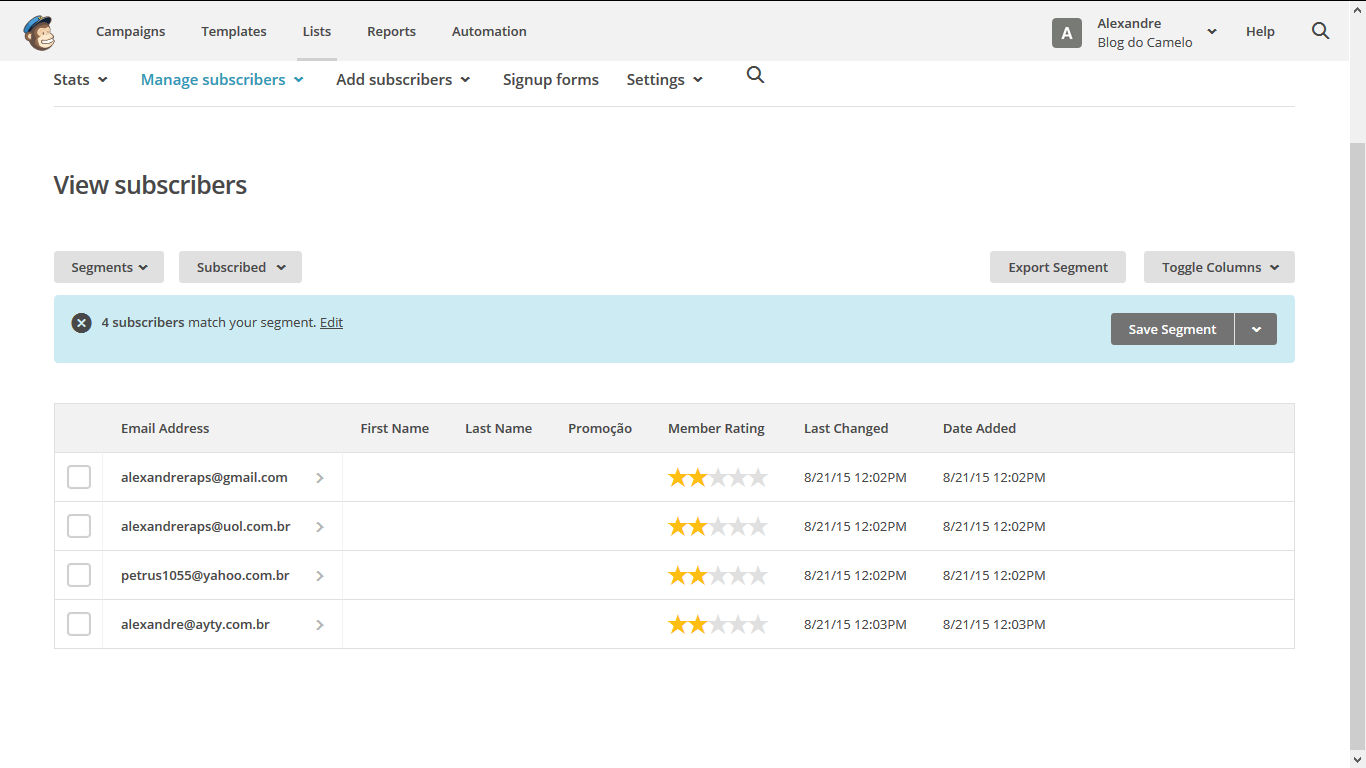 Campaigns Templates Lists Reports Automation A Alexandre Help
Blog do Camelo
Stats Manage subscribers Add subscribers Signup forms Settings
View subscribers
Segments Subscribed Export Segment Toggle Columns
4 subscribers match your segment. Edit
Save Segment
Email Address First Name Last Name Promoção Member Rating Last Changed Date Added
alexandreraps@gmail.com 8/21/15 12:02PM 8/21/15 12:02PM
alexandreraps@uol.com.br 8/21/15 12:02PM 8/21/15 12:02PM
petrus1055@yahoo.com.br 8/21/15 12:02PM 8/21/15 12:02PM
alexandre@ayty.com.br 8/21/15 12:03PM 8/21/15 12:03PM